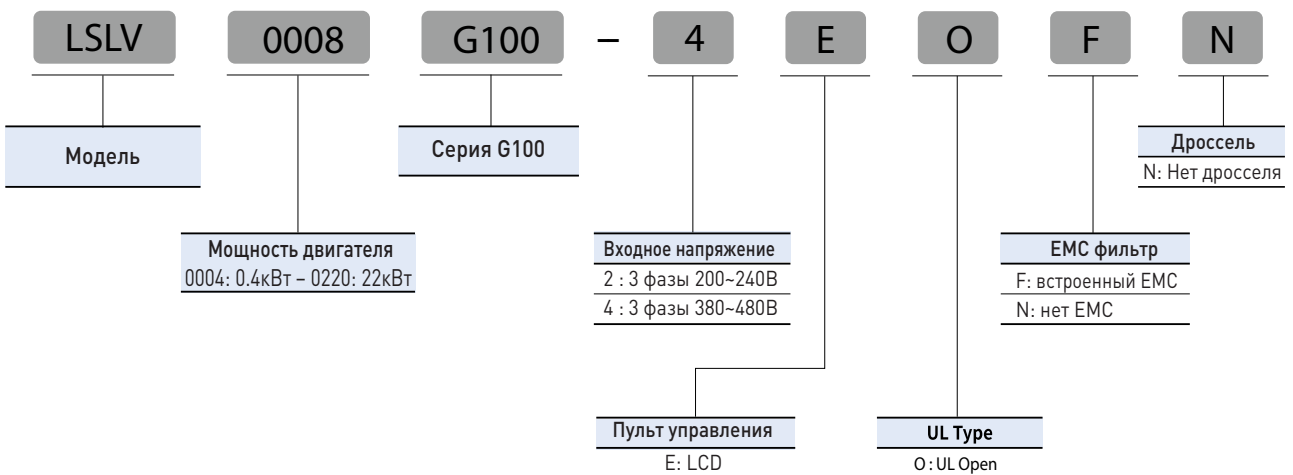 LSLV 0008 G100 – 4 E O F N
Модель
Серия G100
Дроссель
N: Нет дросселя
Мощность двигателя
0004: 0.4кВт – 0220: 22кВт
Входное напряжение
2 : 3 фазы 200~240В
4 : 3 фазы 380~480В
EMC фильтр
F: встроенный EMC
N: нет EMC
Пульт управления
E: LCD
UL Type
O : UL Open